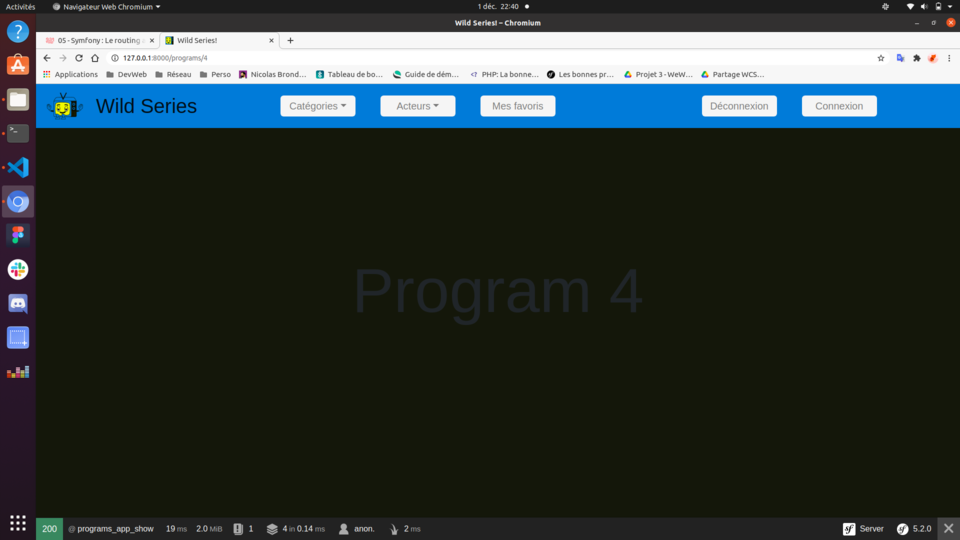 Activités
Navigateur Web Chromium
1 déc. 22:40
Wild Series! – Chromium
05 - Symfony : Le routing
Wild Series!
127.0.0.1:8000/programs/4
Applications
DevWeb
Réseau
Perso
Nicolas Brond…
Tableau de bo…
Guide de dém…
PHP: La bonne…
Les bonnes pr…
Projet 3 - WeW…
Partage WCS…
Wild Series
Catégories
Acteurs
Mes favoris
Déconnexion
Connexion
Program 4
200
@ programs_app_show
19 ms
2.0 MiB
1
4 in 0.14 ms
anon.
2 ms
Server
5.2.0